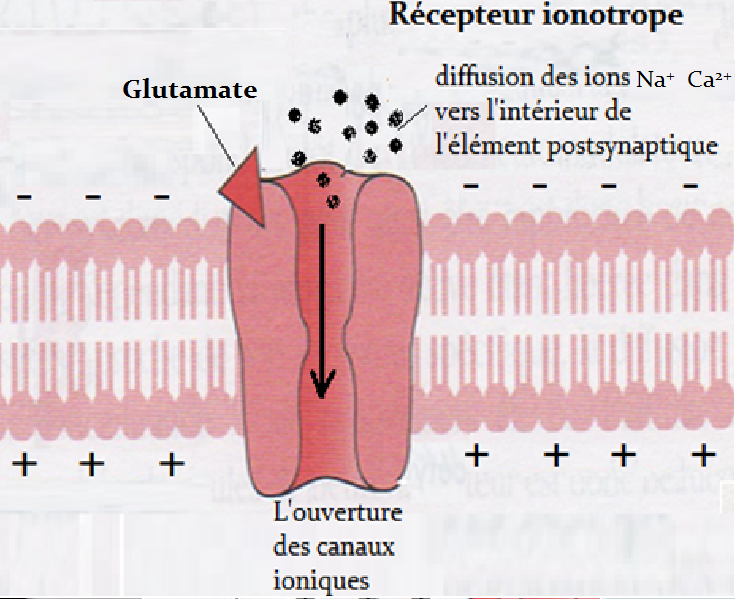 Récepteur ionotrope
Glutamate
diffusion des ions Na⁺ Ca²⁺
vers l'intérieur de
l'élément postsynaptique
- - -
- - - -
+ + +
+ + + +
L'ouverture
des canaux
ioniques